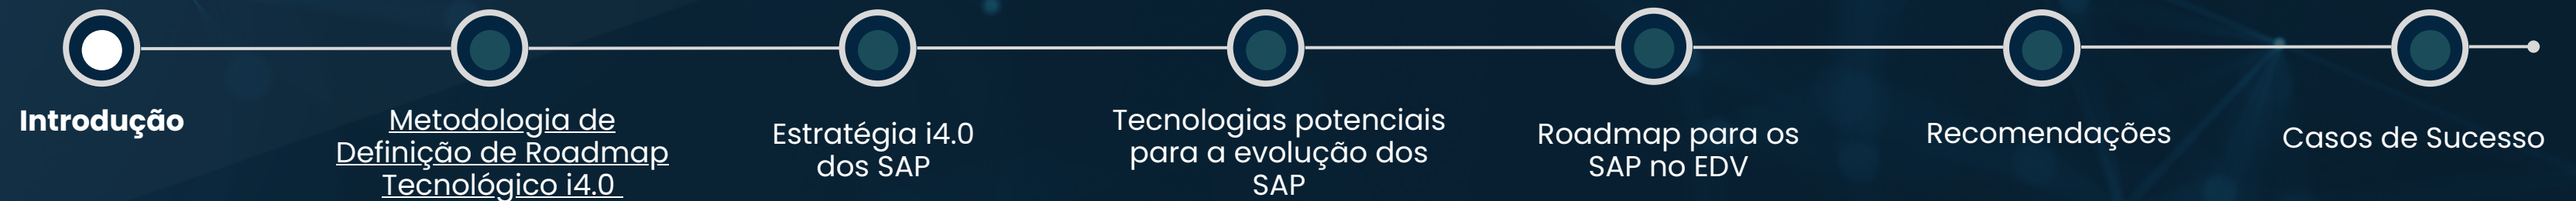 Introdução
Metodologia de
Definição de Roadmap
Tecnológico i4.0
Estratégia i4.0
dos SAP
Tecnologias potenciais
para a evolução dos
SAP
Roadmap para os
SAP no EDV
Recomendações
Casos de Sucesso